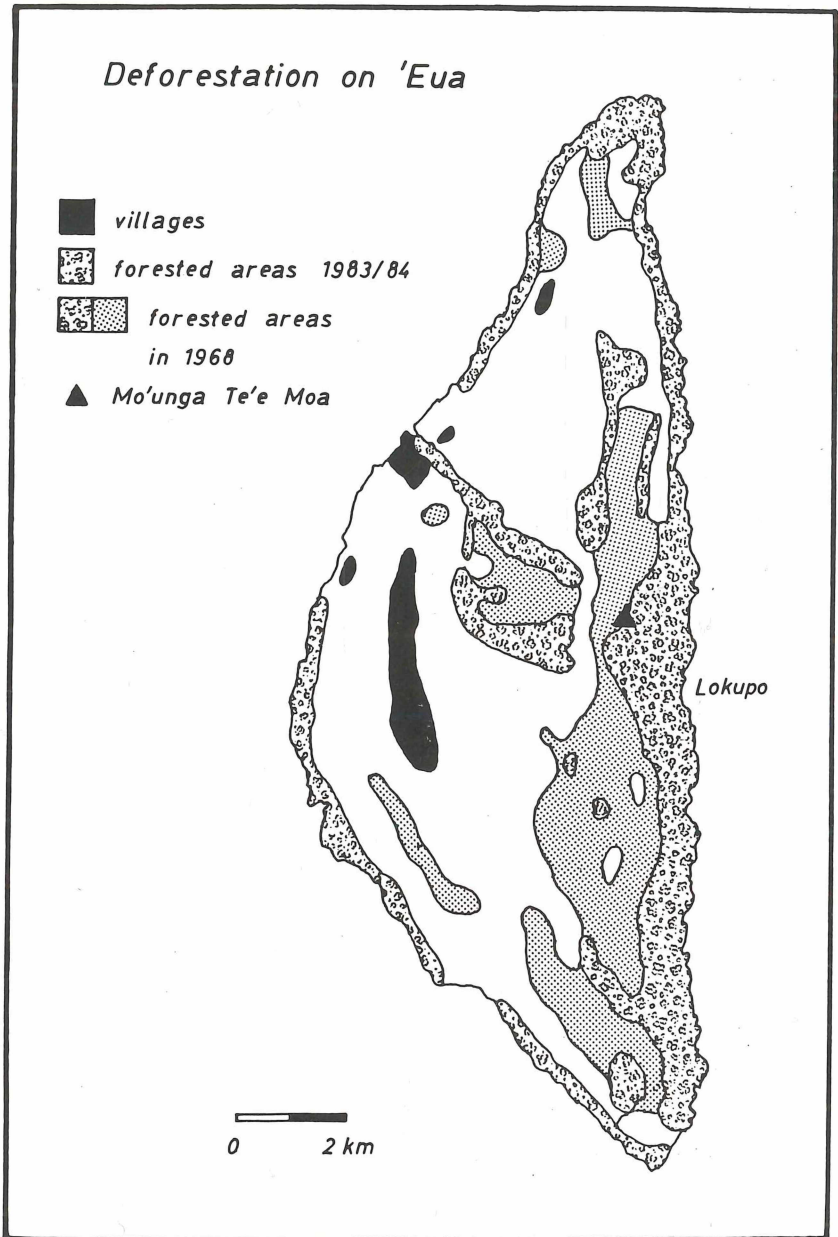 Deforestation on 'Eua
villages
forested areas 1983/84
forested areas
in 1968
Mo'unga Te'e Moa
Lokupo
0 2 km